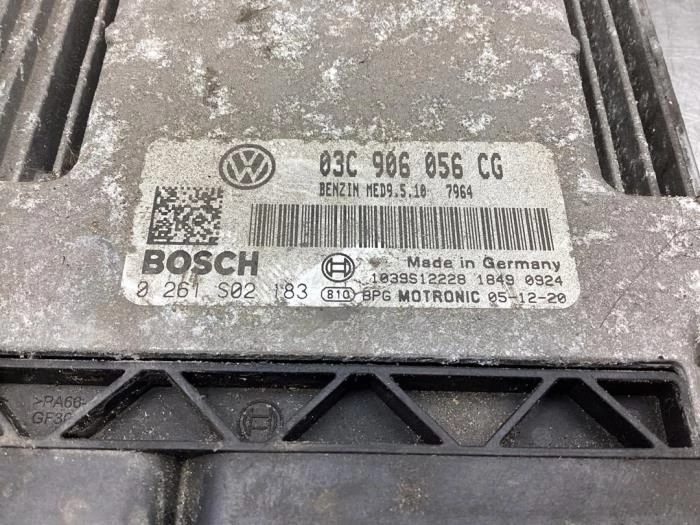 03C 906 056 CG
BENZIN MED9.5.10 7964
BOSCH
Made in Germany
0 261 S02 183
1039S12228 1849 0924
810 BPG MOTRONIC 05-12-20
>PA66-